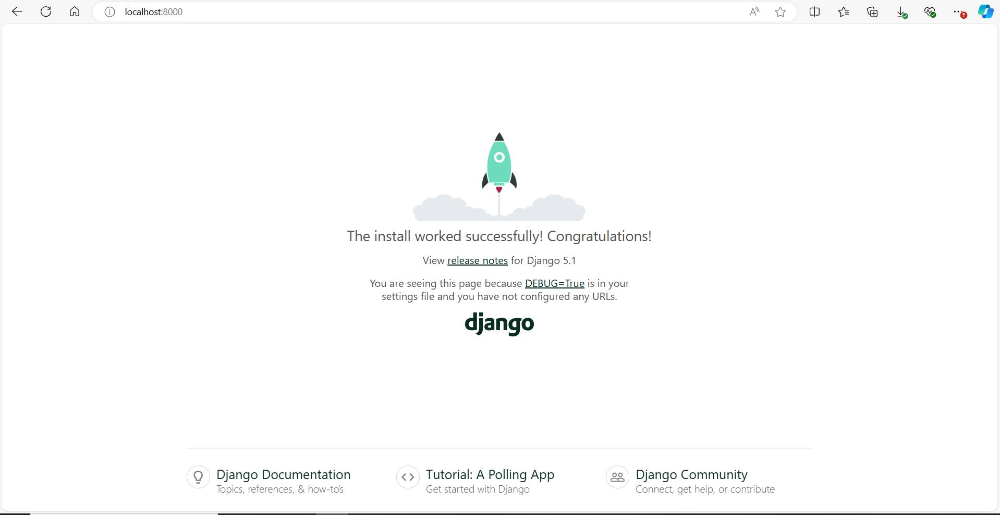 localhost:8000
The install worked successfully! Congratulations!
View release notes for Django 5.1
You are seeing this page because DEBUG=True is in your
settings file and you have not configured any URLs.
django
Django Documentation
Topics, references, & how-to’s
Tutorial: A Polling App
Get started with Django
Django Community
Connect, get help, or contribute